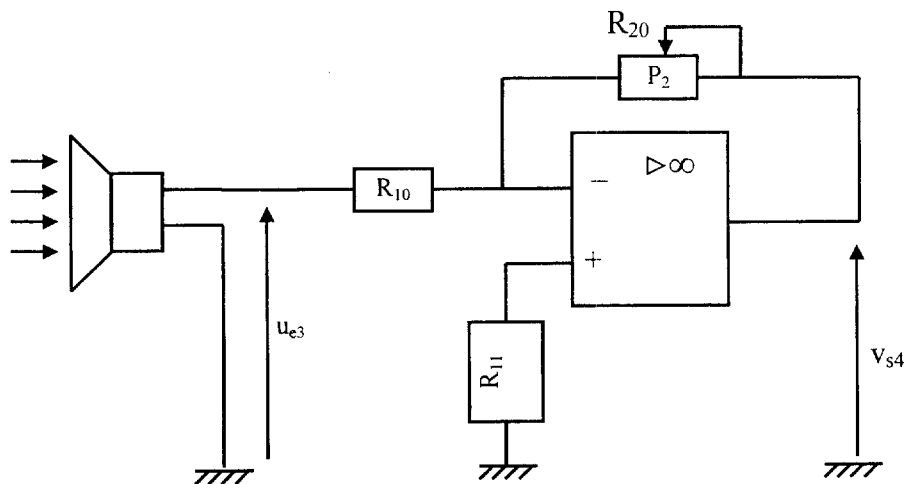 R₂₀
P₂
▷∞
R₁₀
−
+
uₑ₃
R₁₁
vₛ₄